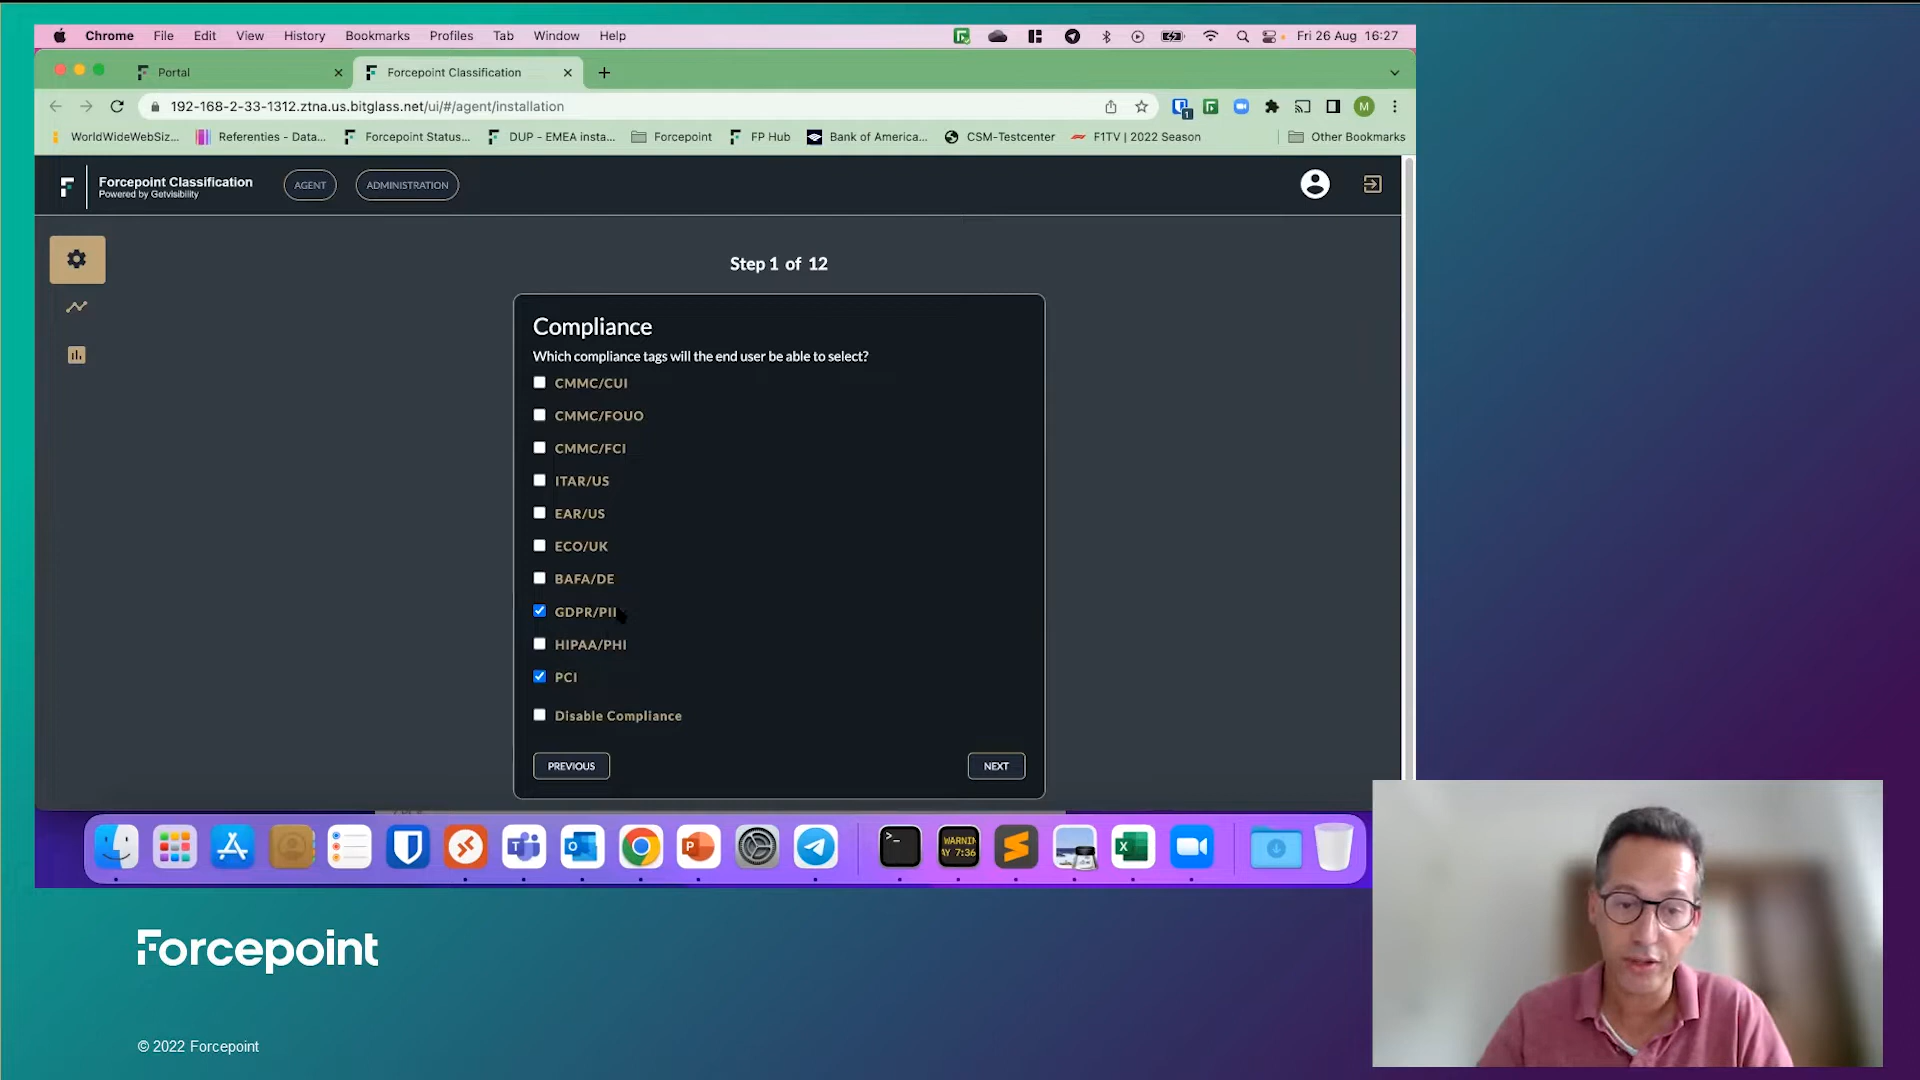 Chrome File Edit View History Bookmarks Profiles Tab Window Help Fri 26 Aug 16:27
Portal Forcepoint Classification
192-168-2-33-1312.ztna.us.bitglass.net/ui/#/agent/installation
1
M
WorldWideWebSiz... Referenties - Data... Forcepoint Status... DUP - EMEA insta... Forcepoint FP Hub Bank of America... CSM-Testcenter F1TV | 2022 Season Other Bookmarks
Forcepoint Classification
Powered by Getvisibility
AGENT
ADMINISTRATION
Step 1 of 12
Compliance
Which compliance tags will the end user be able to select?
CMMC/CUI
CMMC/FOUO
CMMC/FCI
ITAR/US
EAR/US
ECO/UK
BAFA/DE
GDPR/PII
HIPAA/PHI
PCI
Disable Compliance
PREVIOUS
NEXT
WARNIN
AY 7:36
Forcepoint
© 2022 Forcepoint